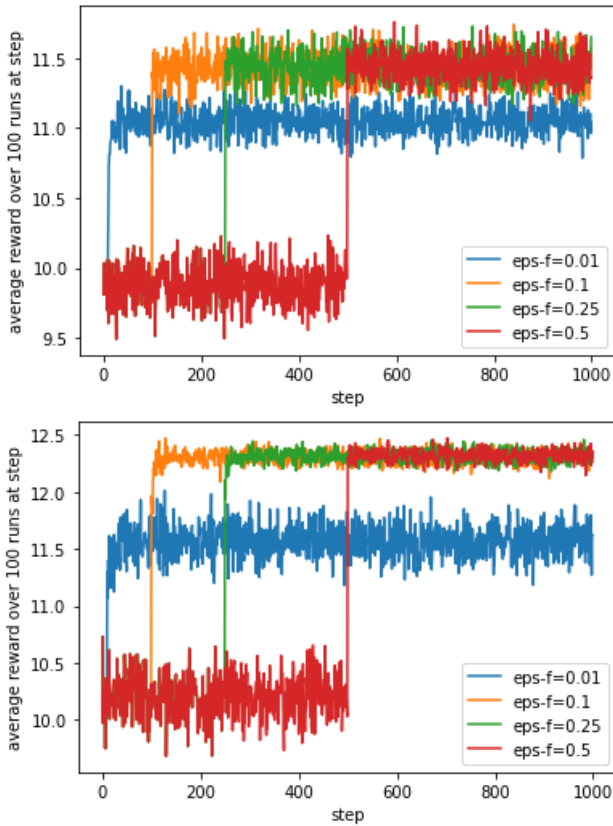 average reward over 100 runs at step
11.5
11.0
10.5
10.0
9.5
eps-f=0.01
eps-f=0.1
eps-f=0.25
eps-f=0.5
0 200 400 600 800 1000
step
average reward over 100 runs at step
12.5
12.0
11.5
11.0
10.5
10.0
eps-f=0.01
eps-f=0.1
eps-f=0.25
eps-f=0.5
0 200 400 600 800 1000
step